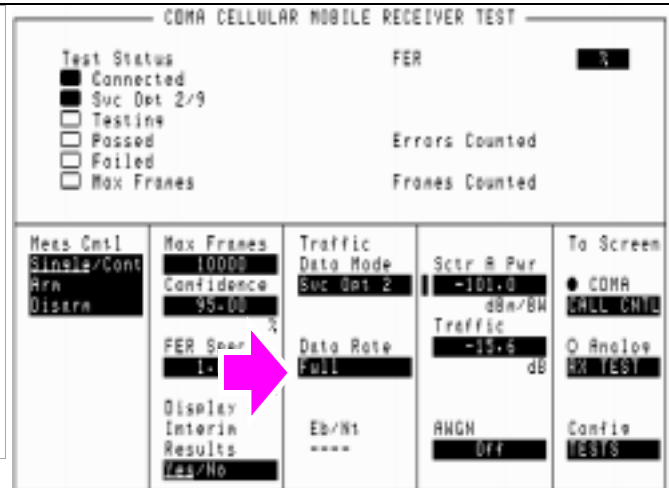 CDMA CELLULAR MOBILE RECEIVER TEST
Test Status
Connected
Svc Opt 2/9
Testing
Passed
Failed
Max Frames
FER
%
Errors Counted
Frames Counted
Meas Cntl
Single/Cont
Arm
Disarm
Max Frames
10000
Confidence
95.00
%
FER Spec
Display
Interim
Results
Yes/No
Traffic
Data Mode
Svc Opt 2
Data Rate
Full
Eb/Nt
----
Sctr A Pwr
-101.0
dBm/BW
Traffic
-15.6
dB
AWGN
Off
To Screen
CDMA
CALL CNTL
Analog
RX TEST
Config
TESTS